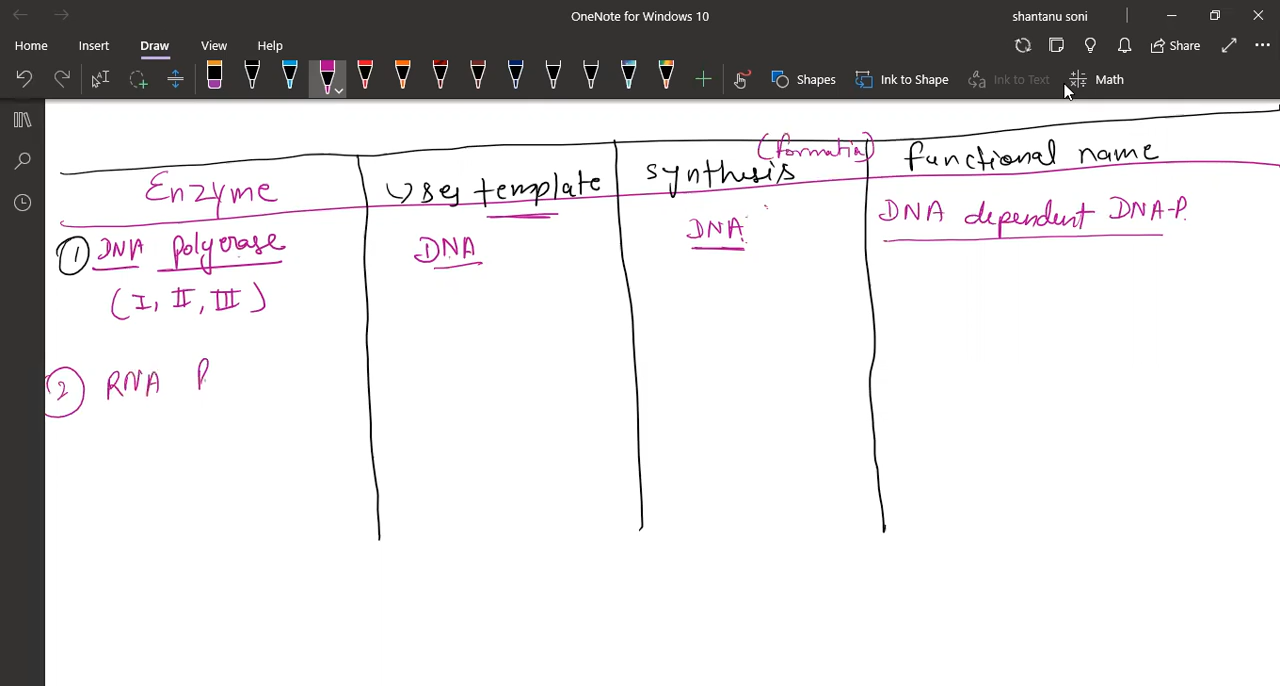 OneNote for Windows 10
shantanu soni
Home Insert Draw View Help
Share
Shapes Ink to Shape Ink to Text Math
Enzyme
Uses template
synthesis
(formation)
functional name
① DNA polyerase
(I, II, III)
DNA
DNA
DNA dependent DNA-P.
② RNA P